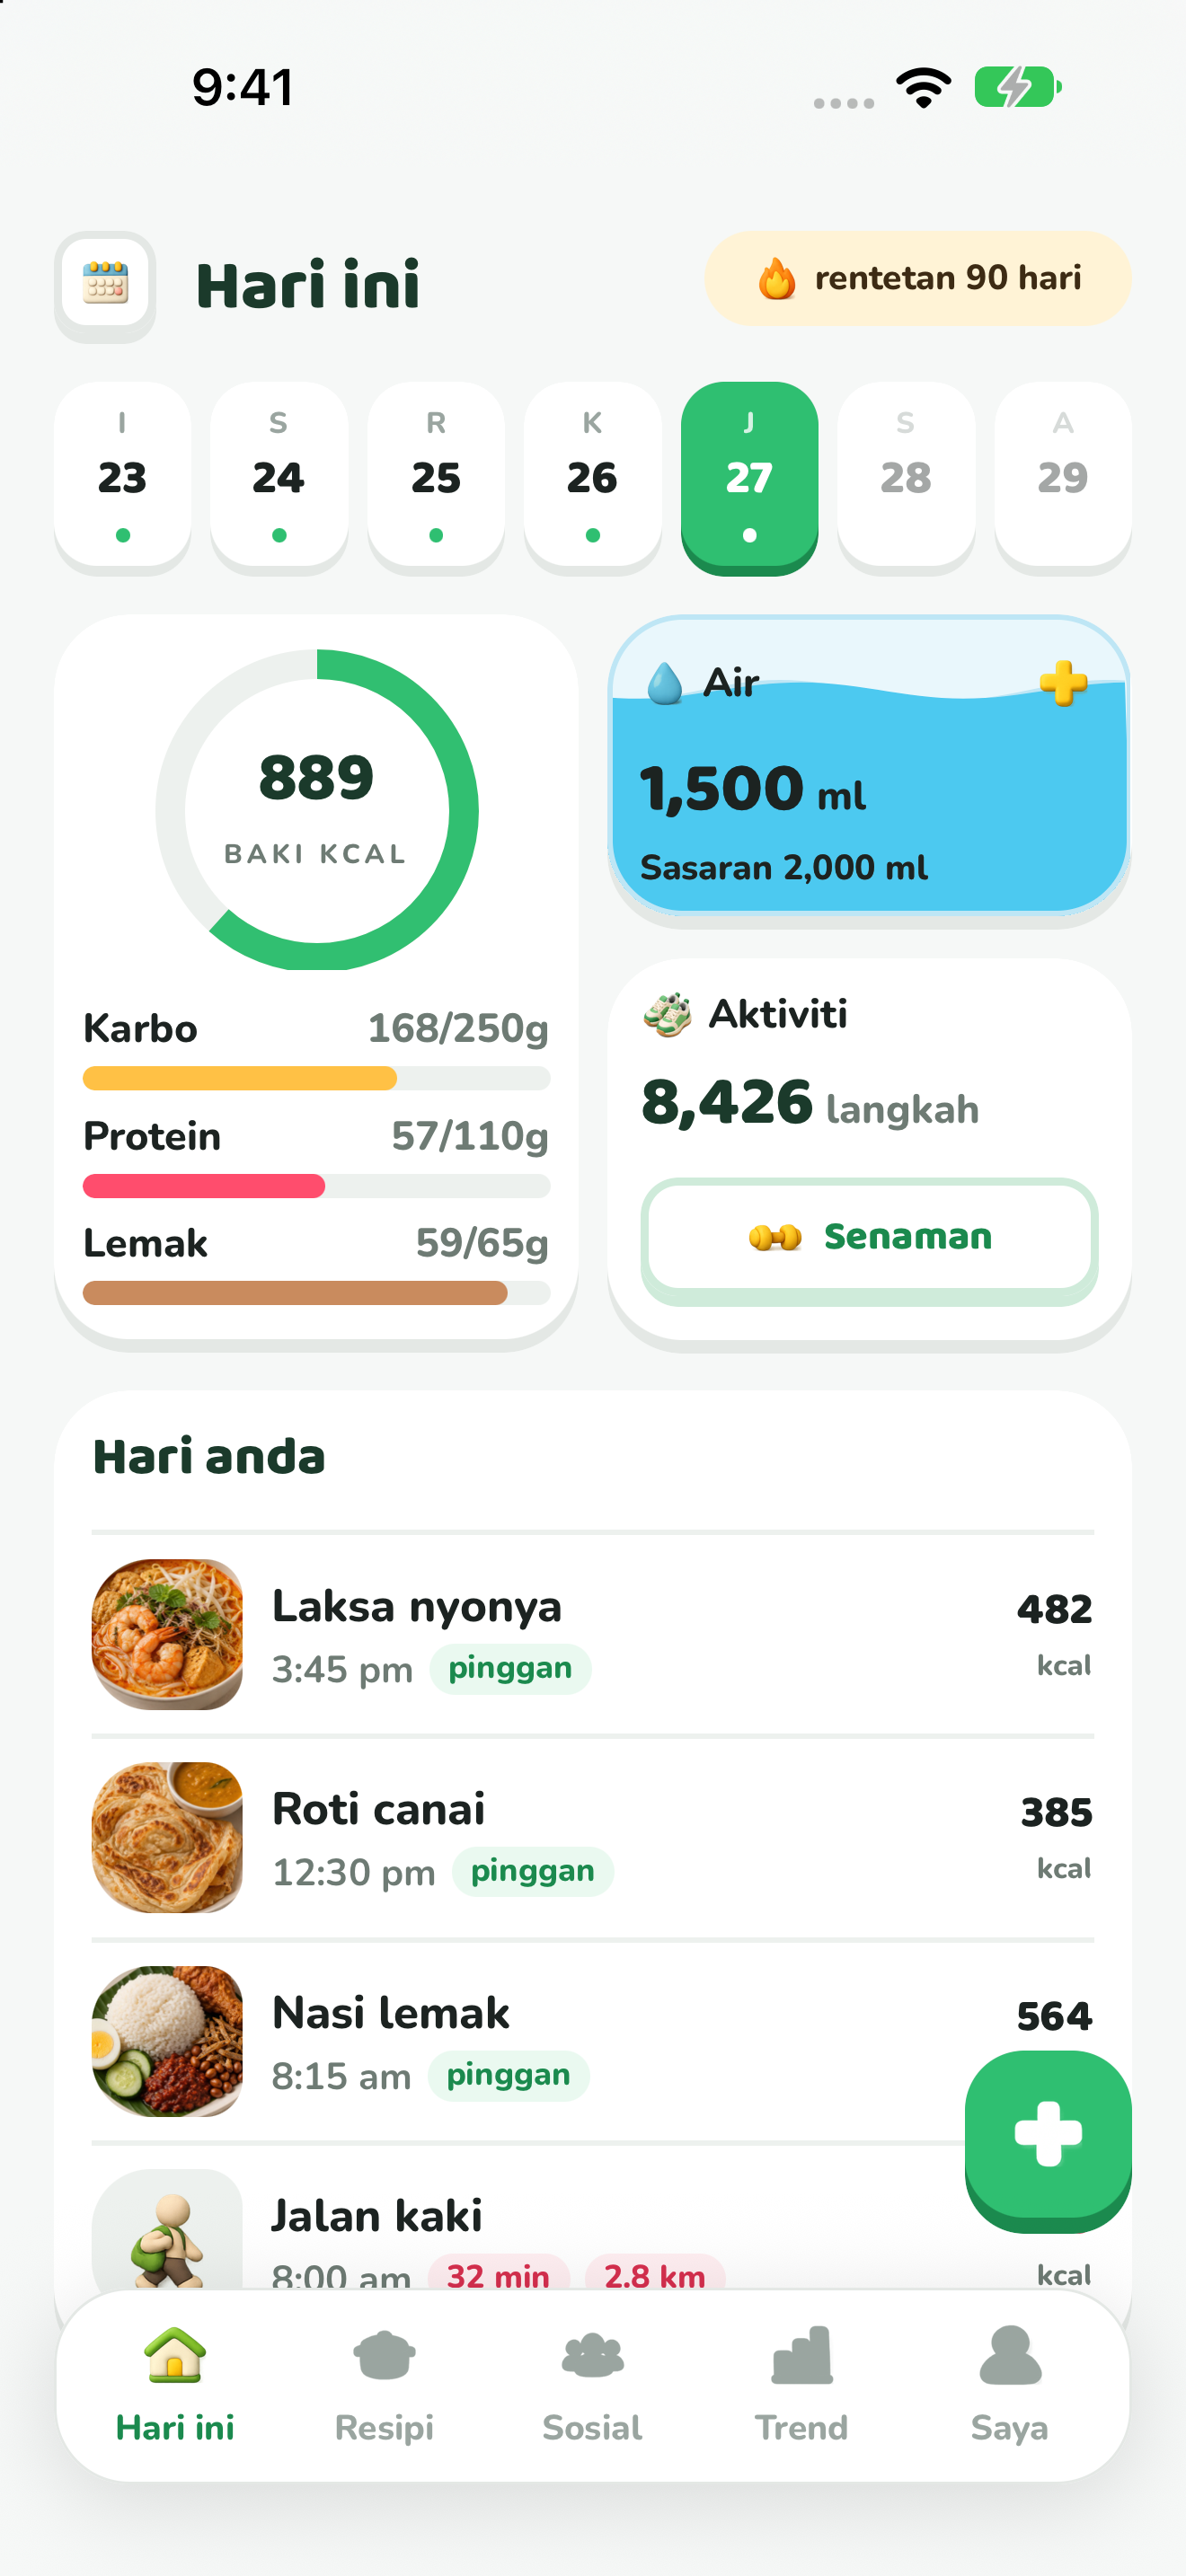 9:41
Hari ini
rentetan 90 hari
I S R K J S A
23 24 25 26 27 28 29
889
BAKI KCAL
Karbo 168/250g
Protein 57/110g
Lemak 59/65g
Air
1,500 ml
Sasaran 2,000 ml
Aktiviti
8,426 langkah
Senaman
Hari anda
Laksa nyonya 482
3:45 pm pinggan kcal
Roti canai 385
12:30 pm pinggan kcal
Nasi lemak 564
8:15 am pinggan
Jalan kaki
8:00 am 32 min 2.8 km kcal
Hari ini Resipi Sosial Trend Saya